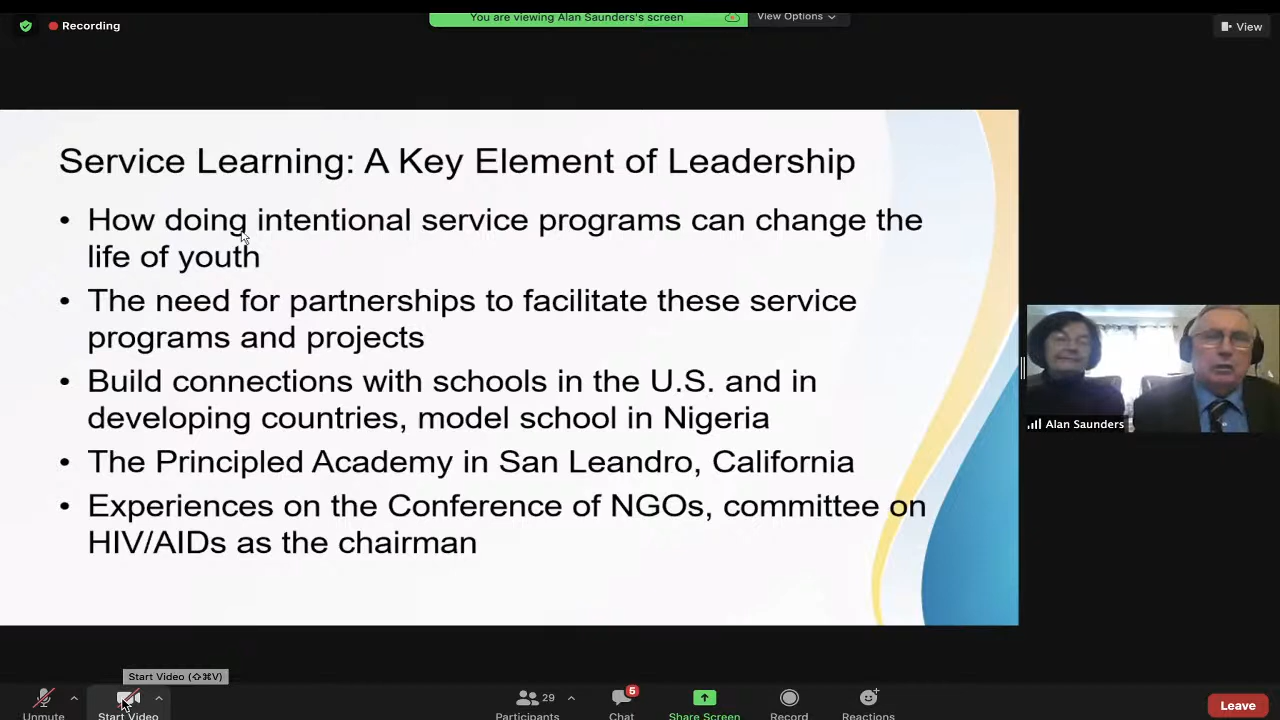 You are viewing Alan Saunders's screen
View Options
Recording
View
Service Learning: A Key Element of Leadership
• How doing intentional service programs can change the
life of youth
• The need for partnerships to facilitate these service
programs and projects
• Build connections with schools in the U.S. and in
developing countries, model school in Nigeria
• The Principled Academy in San Leandro, California
• Experiences on the Conference of NGOs, committee on
HIV/AIDs as the chairman
Alan Saunders
Start Video (⇧⌘V)
29
5
Unmute
Start Video
Participants
Chat
Share Screen
Record
Reactions
Leave